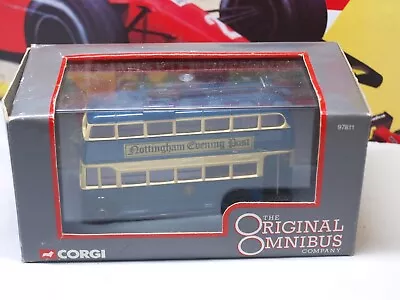 97811
Nottingham Evening Post
CORGI
THE
ORIGINAL
OMNIBUS
COMPANY